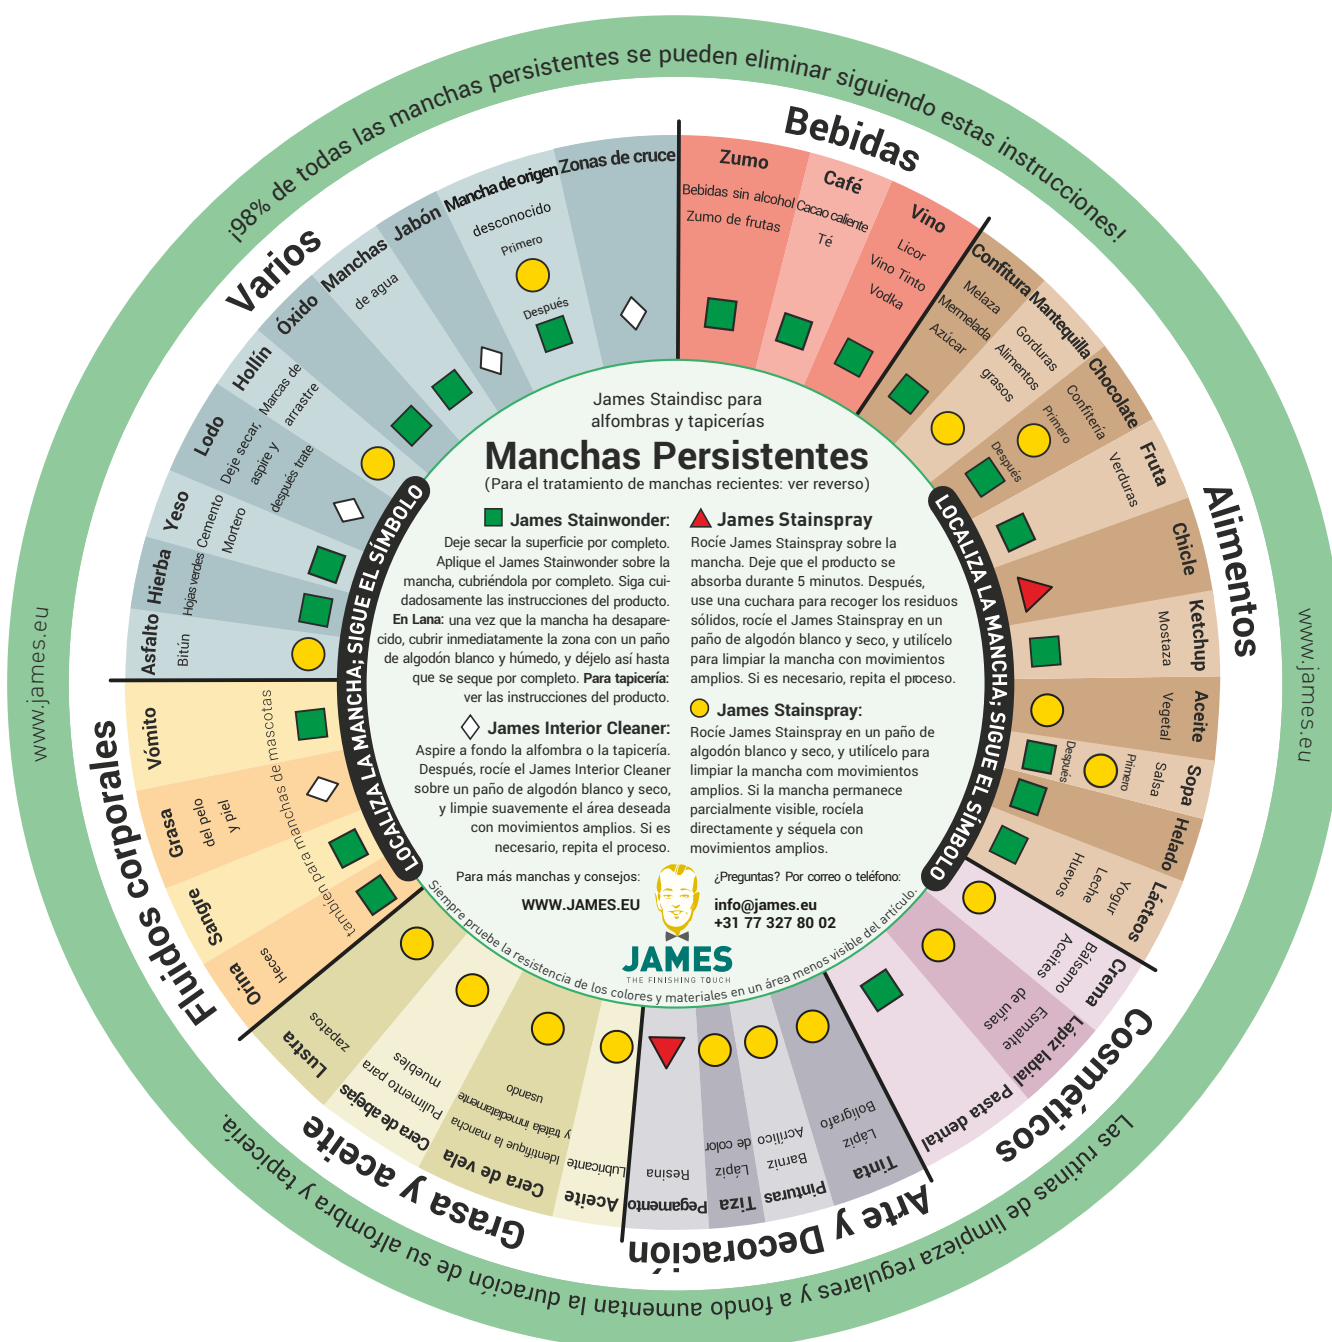 ¡98% de todas las manchas persistentes se pueden eliminar siguiendo estas instrucciones!
www.james.eu
Las rutinas de limpieza regulares y a fondo aumentan la duración de su alfombra y tapicería.
www.james.eu
Bebidas
Zumo
Bebidas sin alcohol
Zumo de frutas
Café
Cacao caliente
Té
Vino
Licor
Vino Tinto
Vodka
Alimentos
Confitura
Melaza
Mermelada
Azúcar
Mantequilla
Gorduras
Alimentos
grasos
Chocolate
Confitería
Primero
Después
Fruta
Verduras
Chicle
Ketchup
Mostaza
Aceite
Vegetal
Sopa
Salsa
Primero
Después
Helado
Lácteos
Yogur
Leche
Huevos
Cosméticos
Crema
Bálsamo
Aceites
Lápiz labial
Esmalte
de uñas
Pasta dental
Arte y Decoración
Tinta
Lápiz
Bolígrafo
Pinturas
Barniz
Acrílico
Tiza
Lápiz
de color
Pegamento
Resina
Grasa y aceite
Aceite
Lubricante
Cera de vela
Identifique la mancha
y trátela inmediatamente
usando
Cera de abejas
Pulimento para
muebles
Lustra
zapatos
Fluidos corporales
Orina
Heces
Sangre
Grasa
del pelo
y piel
Vómito
también para manchas de mascotas
Varios
Asfalto
Bitún
Hierba
Hojas verdes
Yeso
Cemento
Mortero
Lodo
Deje secar,
aspire y
después trate
Hollín
Marcas de
arrastre
Óxido
Manchas
de agua
Jabón
Mancha de origen
desconocido
Primero
Después
Zonas de cruce
LOCALIZA LA MANCHA; SIGUE EL SÍMBOLO
LOCALIZA LA MANCHA; SIGUE EL SÍMBOLO
James Staindisc para
alfombras y tapicerías
Manchas Persistentes
(Para el tratamiento de manchas recientes: ver reverso)
James Stainwonder:
Deje secar la superficie por completo.
Aplique el James Stainwonder sobre la
mancha, cubriéndola por completo. Siga cui-
dadosamente las instrucciones del producto.
En Lana: una vez que la mancha ha desapare-
cido, cubrir inmediatamente la zona con un paño
de algodón blanco y húmedo, y déjelo así hasta
que se seque por completo. Para tapicería:
ver las instrucciones del producto.
James Interior Cleaner:
Aspire a fondo la alfombra o la tapicería.
Después, rocíe el James Interior Cleaner
sobre un paño de algodón blanco y seco,
y limpie suavemente el área deseada
con movimientos amplios. Si es
necesario, repita el proceso.
James Stainspray
Rocíe James Stainspray sobre la
mancha. Deje que el producto se
absorba durante 5 minutos. Después,
use una cuchara para recoger los residuos
sólidos, rocíe el James Stainspray en un
paño de algodón blanco y seco, y utilícelo
para limpiar la mancha con movimientos
amplios. Si es necesario, repita el proceso.
James Stainspray:
Rocíe James Stainspray en un paño de
algodón blanco y seco, y utilícelo para
limpiar la mancha com movimientos
amplios. Si la mancha permanece
parcialmente visible, rocíela
directamente y séquela con
movimientos amplios.
Para más manchas y consejos:
WWW.JAMES.EU
¿Preguntas? Por correo o teléfono:
info@james.eu
+31 77 327 80 02
JAMES
THE FINISHING TOUCH
Siempre pruebe la resistencia de los colores y materiales en un área menos visible del artículo.